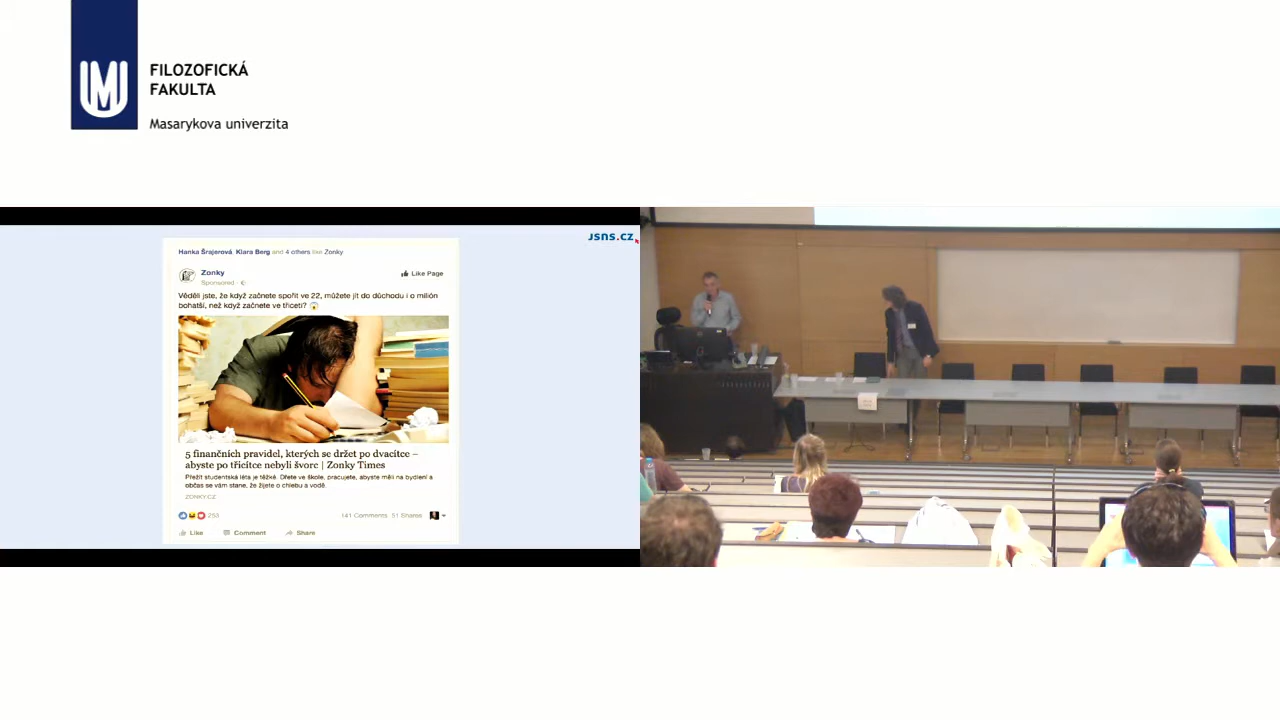 FILOZOFICKÁ
FAKULTA
Masarykova univerzita
JSNS.CZ
Hanka Šrajerová, Klara Berg and 4 others like Zonky
Zonky
Sponsored ·
Like Page
Věděli jste, že když začnete spořit ve 22, můžete jít do důchodu i o milión
bohatší, než když začnete ve třiceti?
5 finančních pravidel, kterých se držet po dvacítce –
abyste po třicítce nebyli švorc | Zonky Times
Přežít studentská léta je těžké. Dřete ve škole, pracujete, abyste měli na bydlení a
občas se vám stane, že žijete o chlebu a vodě.
ZONKY.CZ
253
141 Comments 51 Shares
Like Comment Share